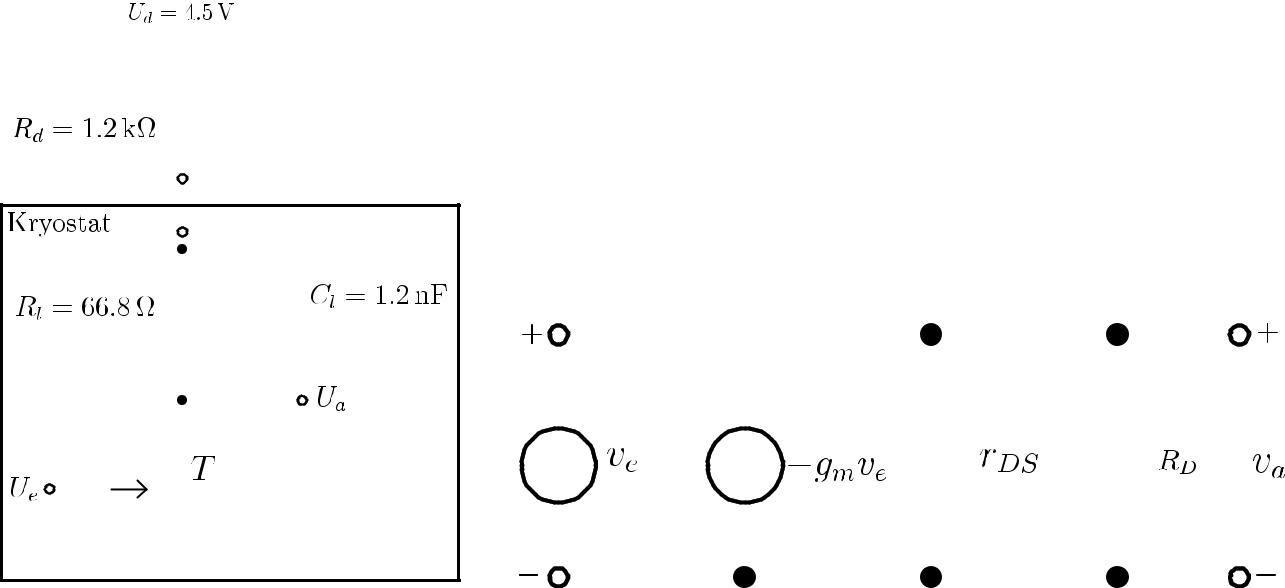 U_d = 4.5 V
R_d = 1.2 kΩ
Kryostat
R_l = 66.8 Ω
C_l = 1.2 nF
U_a
T
U_e
+
+
v_e
−g_m v_e
r_DS
R_D
v_a
−
−